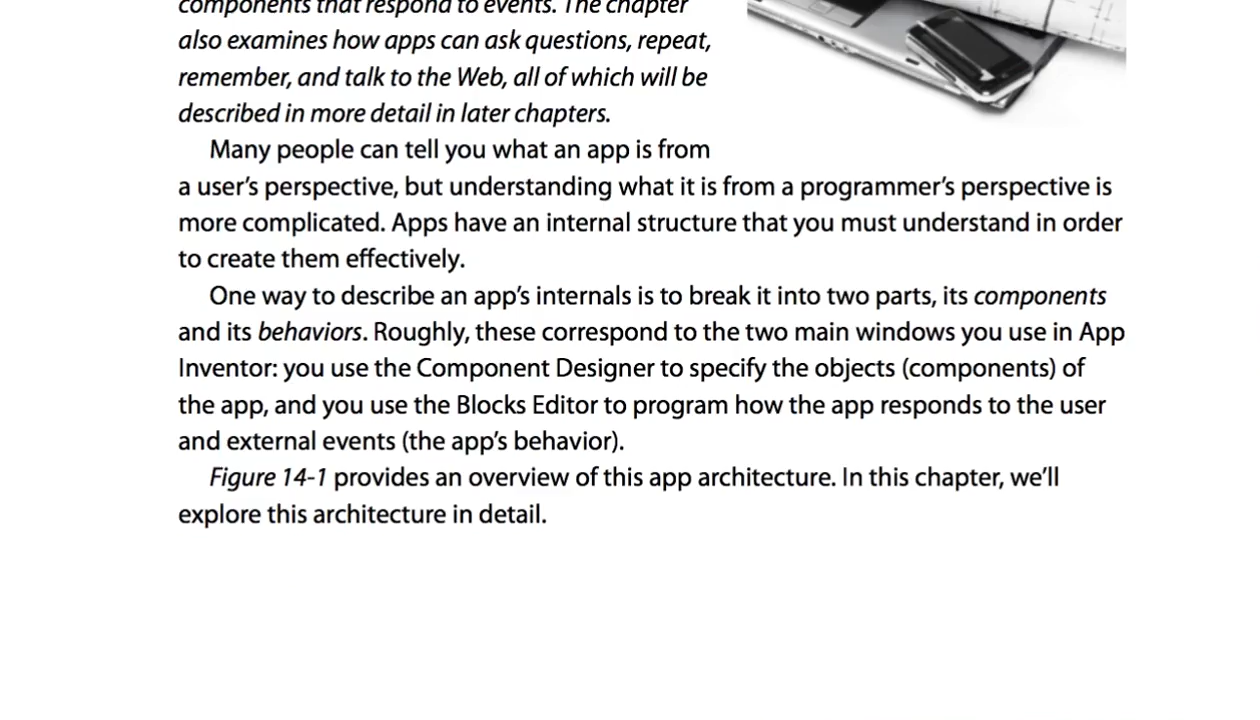 components that respond to events. The chapter
also examines how apps can ask questions, repeat,
remember, and talk to the Web, all of which will be
described in more detail in later chapters.
Many people can tell you what an app is from
a user’s perspective, but understanding what it is from a programmer’s perspective is
more complicated. Apps have an internal structure that you must understand in order
to create them effectively.
One way to describe an app’s internals is to break it into two parts, its components
and its behaviors. Roughly, these correspond to the two main windows you use in App
Inventor: you use the Component Designer to specify the objects (components) of
the app, and you use the Blocks Editor to program how the app responds to the user
and external events (the app’s behavior).
Figure 14-1 provides an overview of this app architecture. In this chapter, we’ll
explore this architecture in detail.